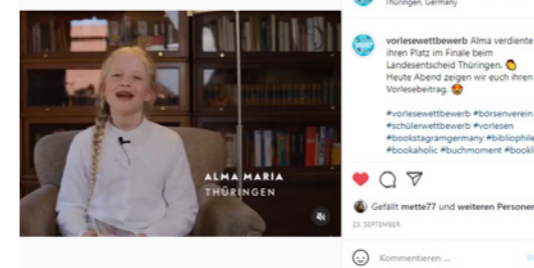 Thüringen, Germany
vorlesewettbewerb Alma verdiente
ihren Platz im Finale beim
Landesentscheid Thüringen.
Heute Abend zeigen wir euch ihren
Vorlesebeitrag.
#vorlesewettbewerb #börsenverein
#schülerwettbewerb #vorlesen
#bookstagramgermany #bibliophile
#bookaholic #buchmoment #bookl
ALMA MARIA
THÜRINGEN
Gefällt mette77 und weiteren Personen
23. SEPTEMBER
Kommentieren ...